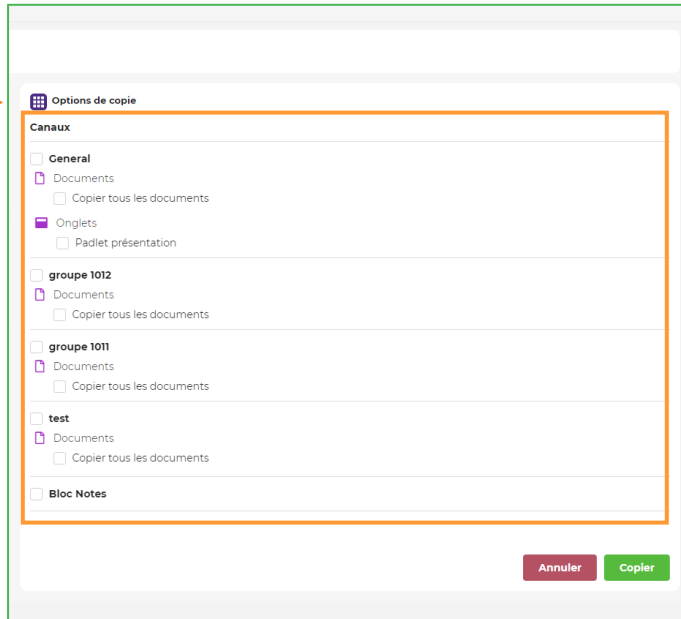 Options de copie
Canaux
General
Documents
Copier tous les documents
Onglets
Padlet présentation
groupe 1012
Documents
Copier tous les documents
groupe 1011
Documents
Copier tous les documents
test
Documents
Copier tous les documents
Bloc Notes
Annuler Copier